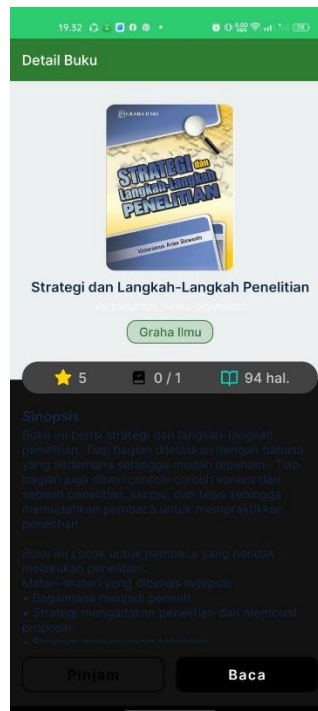 19.32
79
Detail Buku
GRAHA ILMU
STRATEGI dan
Langkah-Langkah
PENELITIAN
Victorianus Aries Siswanto
Strategi dan Langkah-Langkah Penelitian
Victorianus Aries Siswanto
Graha Ilmu
5
0 / 1
94 hal.
Sinopsis
Buku ini berisi strategi dan langkah-langkah
penelitian. Tiap bagian dijelaskan dengan bahasa
yang sederhana sehingga mudah dipahami. Tiap
bagian juga diberi contoh-contoh konkrit dari
sebuah penelitian, skripsi, dan tesis sehingga
memudahkan pembaca untuk mempraktikkan
penelitian.
Buku ini cocok untuk pembaca yang hendak
melakukan penelitian.
Materi-materi yang dibahas meliputi:
• Bagaimana menjadi peneliti
• Strategi mengadakan penelitian dan membuat
proposal
• Strategi merumuskan hipotesis
Pinjam
Baca